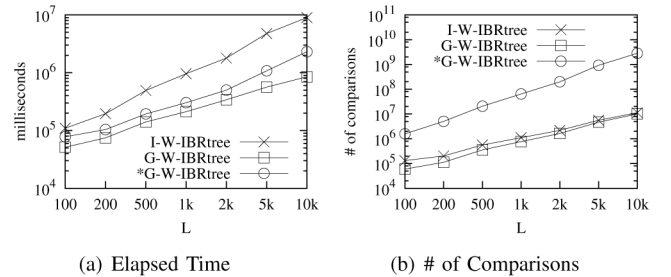 10^7
10^6
10^5
10^4
milliseconds
I-W-IBRtree
G-W-IBRtree
*G-W-IBRtree
100 200 500 1k 2k 5k 10k
L
(a) Elapsed Time
10^11
10^10
10^9
10^8
10^7
10^6
10^5
10^4
# of comparisons
I-W-IBRtree
G-W-IBRtree
*G-W-IBRtree
100 200 500 1k 2k 5k 10k
L
(b) # of Comparisons